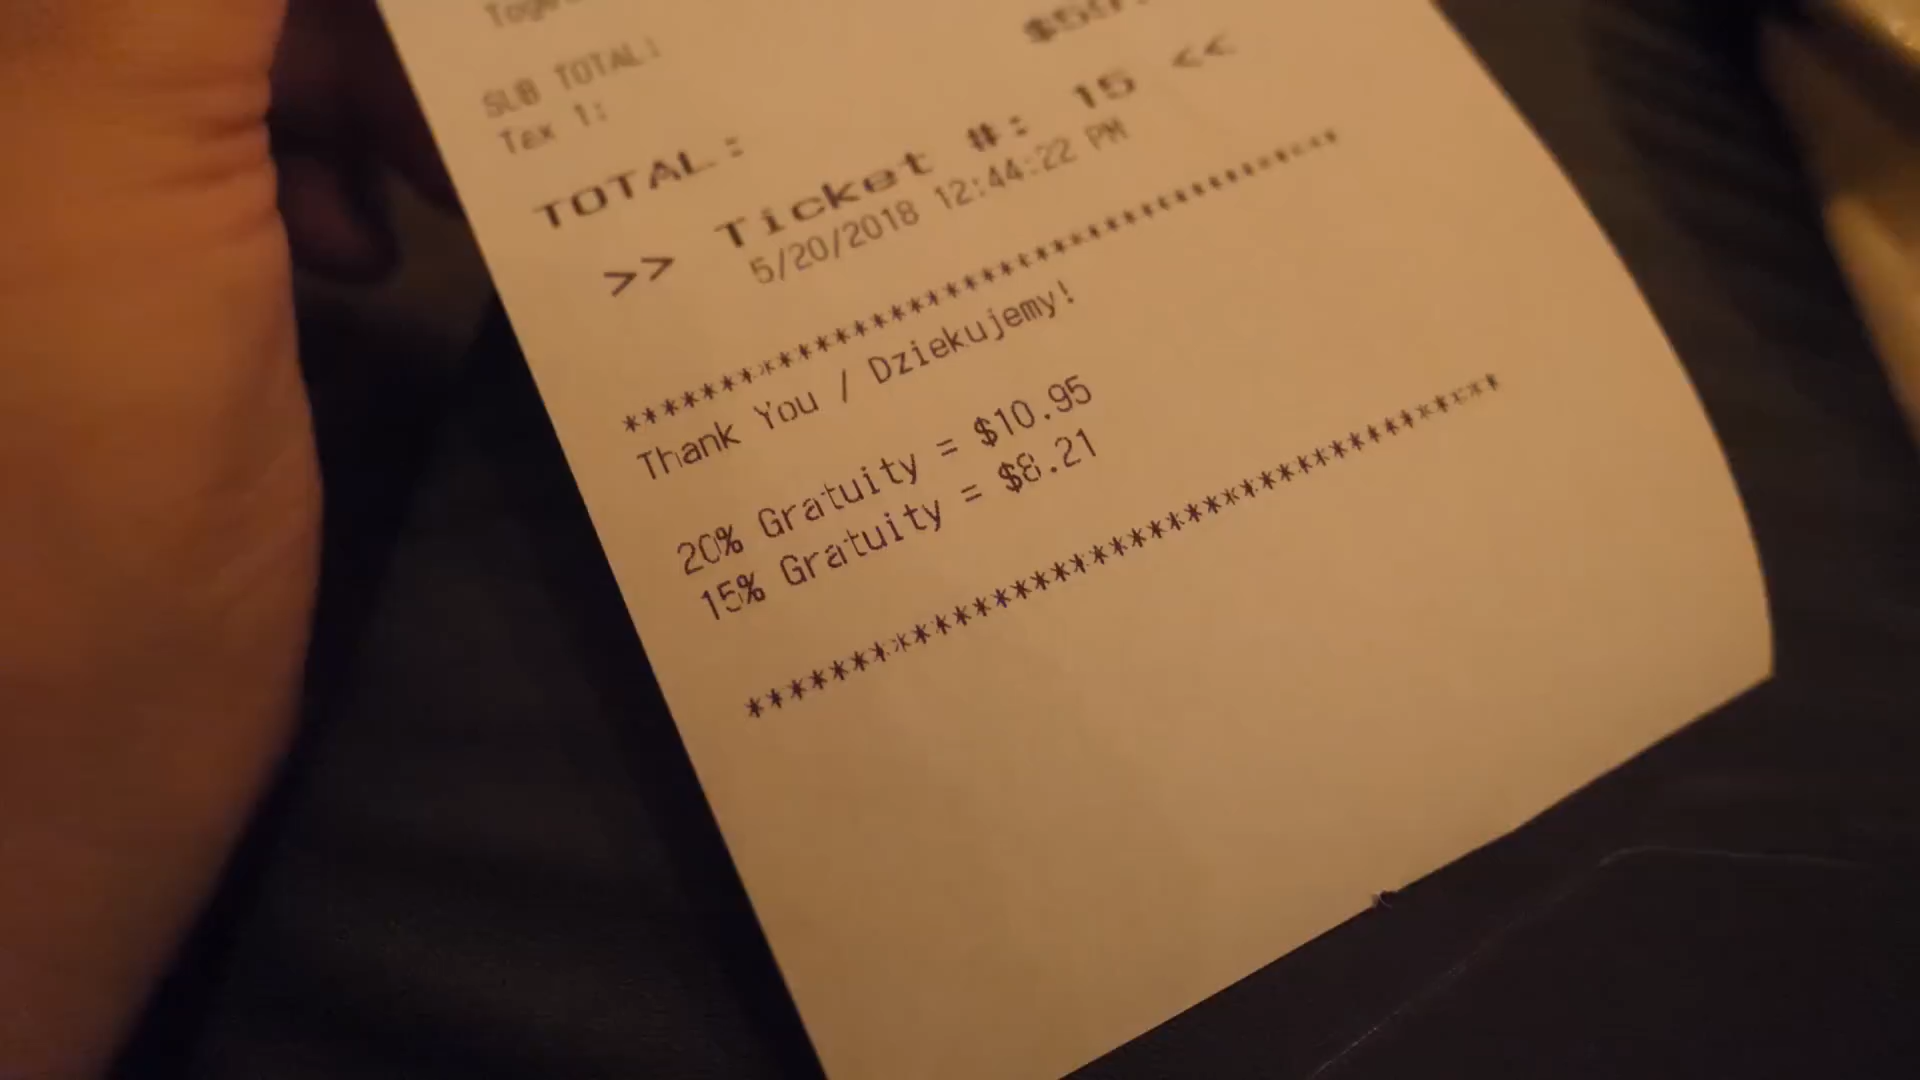 SUB TOTAL:
Tax 1:
TOTAL:
>> Ticket #: 15 <<
5/20/2018 12:44:22 PM
****************************************
Thank You / Dziekujemy!
20% Gratuity = $10.95
15% Gratuity = $8.21
****************************************